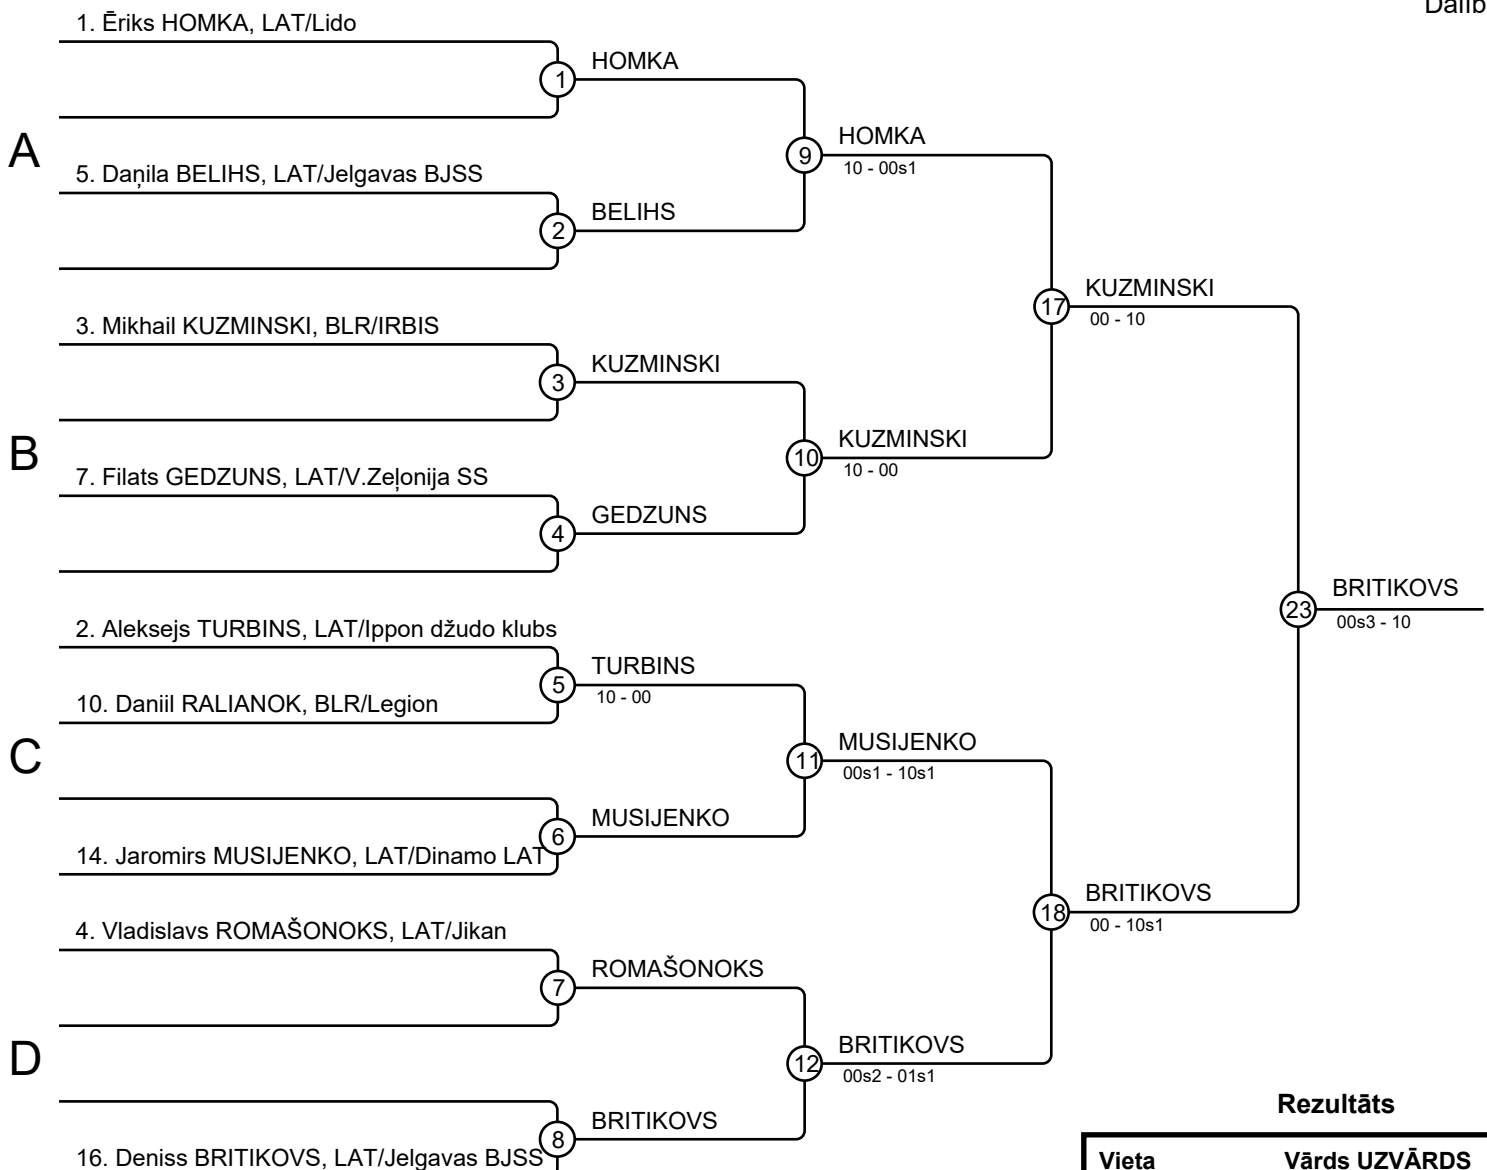 Dalīb
1. Ēriks HOMKA, LAT/Lido
1
HOMKA
A
9
HOMKA
10 - 00s1
5. Daņila BELIHS, LAT/Jelgavas BJSS
2
BELIHS
17
KUZMINSKI
00 - 10
3. Mikhail KUZMINSKI, BLR/IRBIS
3
KUZMINSKI
B
10
KUZMINSKI
10 - 00
7. Filats GEDZUNS, LAT/V.Zeļonija SS
4
GEDZUNS
23
BRITIKOVS
00s3 - 10
2. Aleksejs TURBINS, LAT/Ippon džudo klubs
5
TURBINS
10 - 00
10. Daniil RALIANOK, BLR/Legion
C
11
MUSIJENKO
00s1 - 10s1
6
MUSIJENKO
14. Jaromirs MUSIJENKO, LAT/Dinamo LAT
18
BRITIKOVS
00 - 10s1
4. Vladislavs ROMAŠONOKS, LAT/Jikan
7
ROMAŠONOKS
D
12
BRITIKOVS
00s2 - 01s1
8
BRITIKOVS
16. Deniss BRITIKOVS, LAT/Jelgavas BJSS
Rezultāts
Vieta Vārds UZVĀRDS